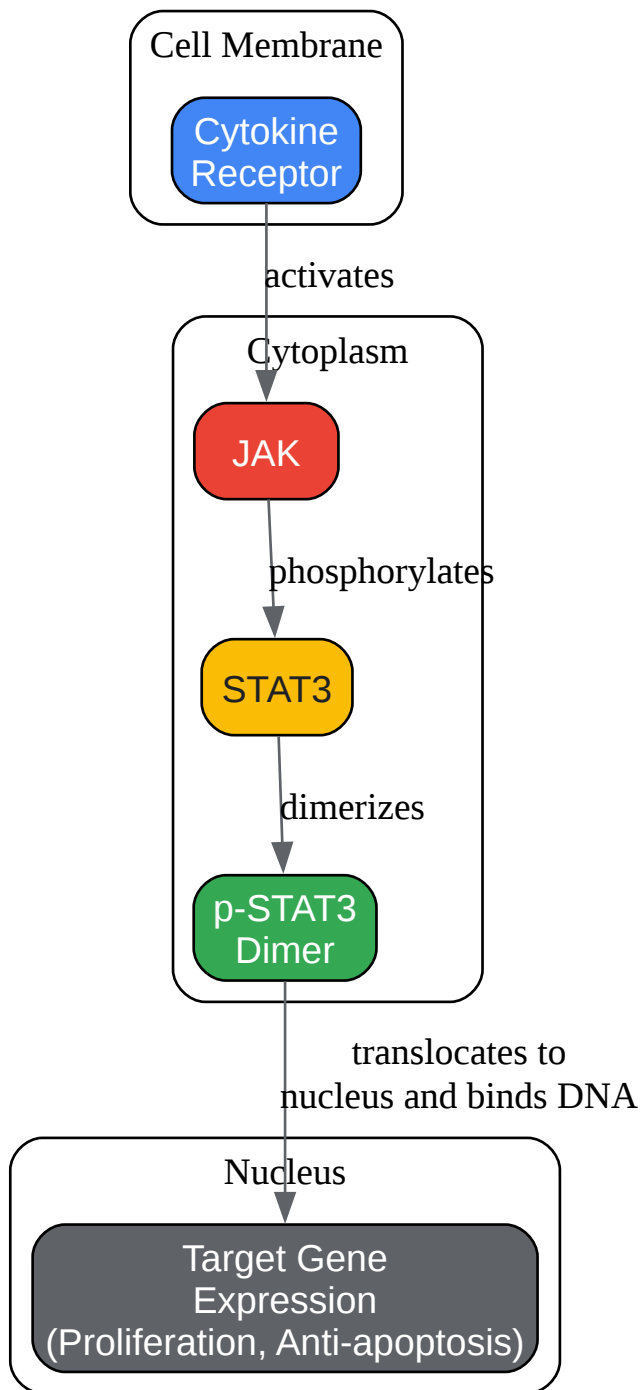 Cell Membrane
Cytokine
Receptor
activates
Cytoplasm
JAK
phosphorylates
STAT3
dimerizes
p-STAT3
Dimer
translocates to
nucleus and binds DNA
Nucleus
Target Gene
Expression
(Proliferation, Anti-apoptosis)